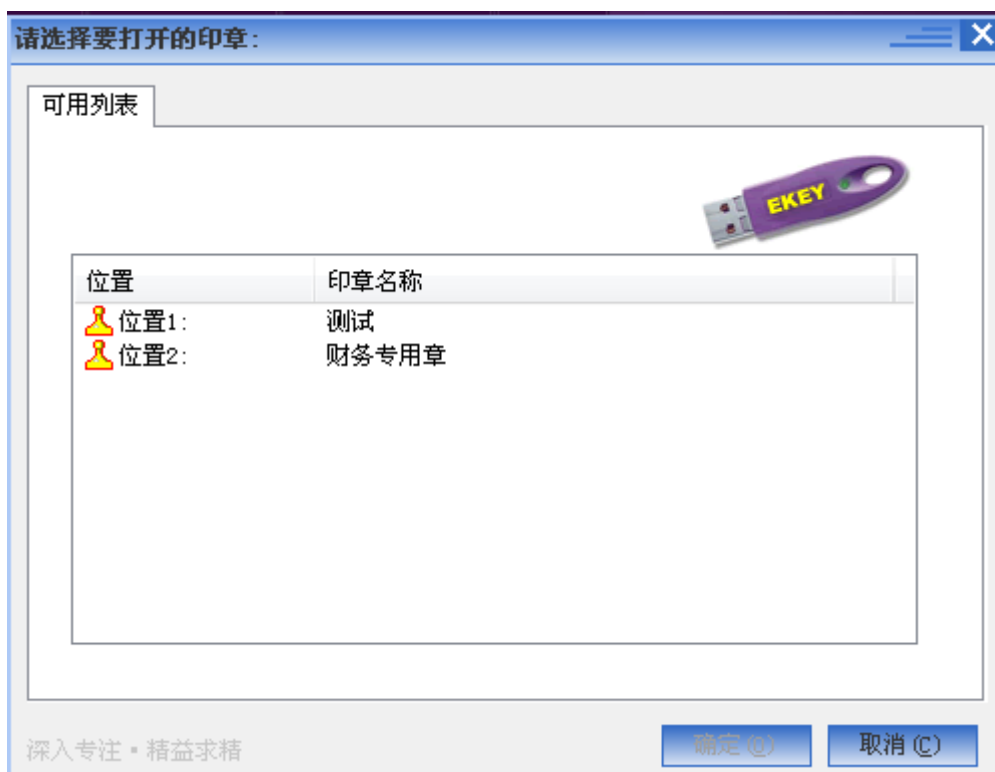 请选择要打开的印章:
可用列表
EKEY
位置 印章名称
位置1: 测试
位置2: 财务专用章
深入专注▪精益求精
确定(O) 取消(C)